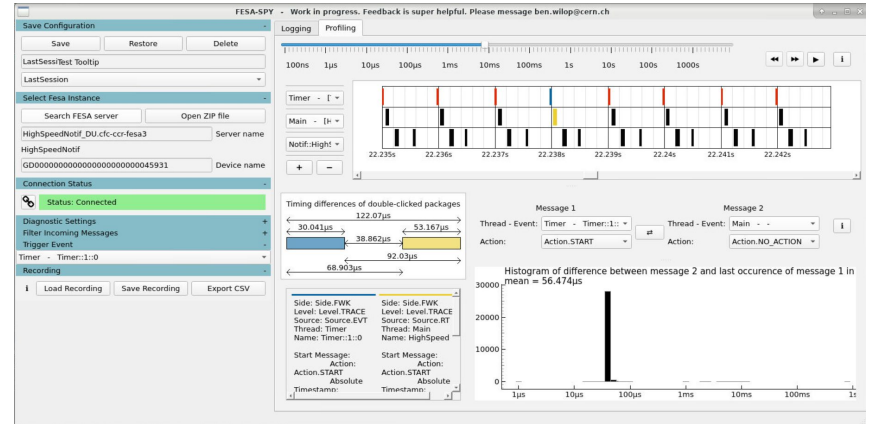 FESA-SPY - Work in progress. Feedback is super helpful. Please message ben.wilop@cern.ch
Save Configuration -
Save Restore Delete
LastSessiTest Tooltip
LastSession
Select Fesa Instance -
Search FESA server Open ZIP file
HighSpeedNotif_DU.cfc-ccr-fesa3 Server name
HighSpeedNotif
Device name
Connection Status -
Status: Connected
Diagnostic Settings +
Filter Incoming Messages +
Trigger Event -
Timer - Timer::1::0
Recording -
i Load Recording Save Recording Export CSV
Logging Profiling
100ns 1µs 10µs 100µs 1ms 10ms 100ms 1s 10s 100s 1000s
i
Timer - [
Main - [H
Notif::High!
+ -
22.235s 22.236s 22.237s 22.238s 22.239s 22.24s 22.241s 22.242s
Timing differences of double-clicked packages
122.07µs
30.041µs 53.167µs
38.862µs
92.03µs
68.903µs
Message 1 Message 2
Thread - Event: Timer - Timer::1:: Thread - Event: Main - - i
Action: Action.START Action: Action.NO_ACTION
Side: Side.FWK Side: Side.FWK
Level: Level.TRACE Level: Level.TRACE
Source: Source.EVT Source: Source.RT
Thread: Timer Thread: Main
Name: Timer::1::0 Name: HighSpeed
Start Message: Start Message:
Action: Action:
Action.START Action.START
Absolute Absolute
Timestamp: Timestamp:
Histogram of difference between message 2 and last occurence of message 1 in
mean = 56.474µs
30000
20000
10000
0
1µs 10µs 100µs 1ms 10ms 100ms 1s